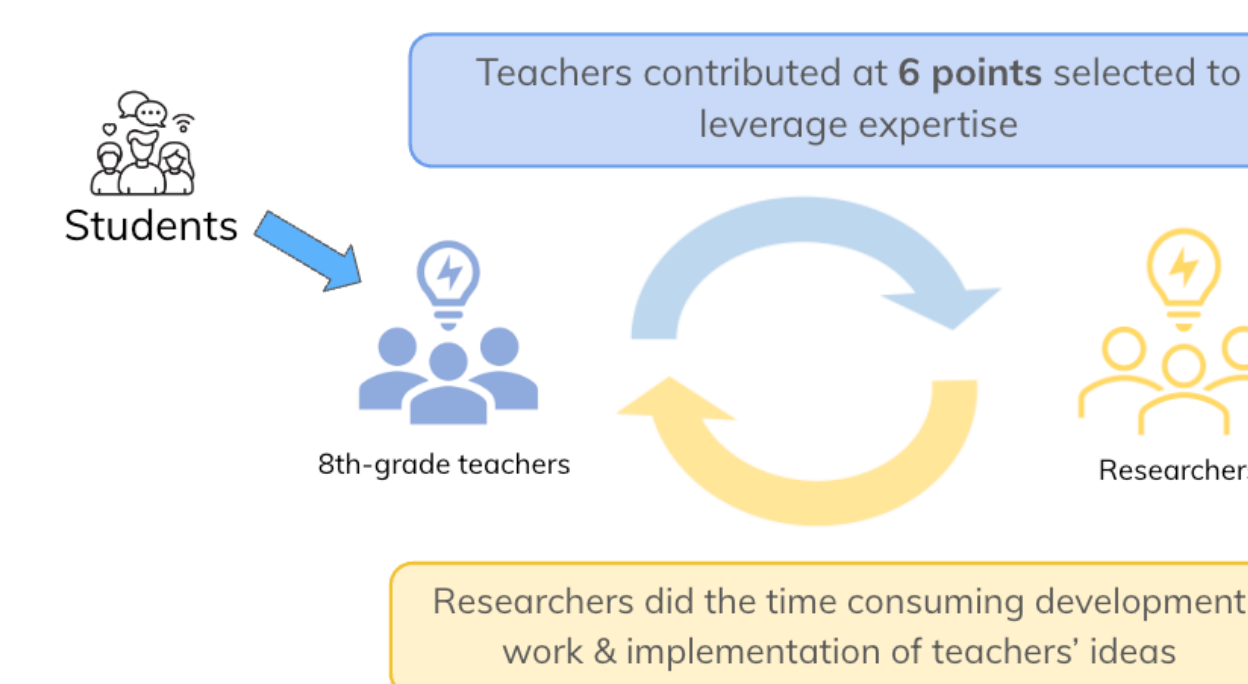 Teachers contributed at 6 points selected to
leverage expertise
Students
8th-grade teachers
Researchers
Researchers did the time consuming development
work & implementation of teachers’ ideas